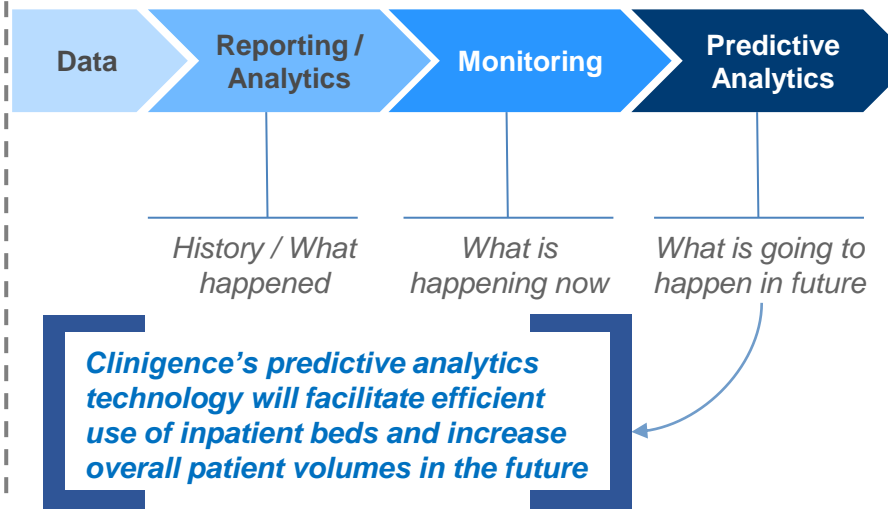 Data
Reporting /
Analytics
Monitoring
Predictive
Analytics
History / What
happened
What is
happening now
What is going to
happen in future
Clinigence's predictive analytics
technology will facilitate efficient
use of inpatient beds and increase
overall patient volumes in the future